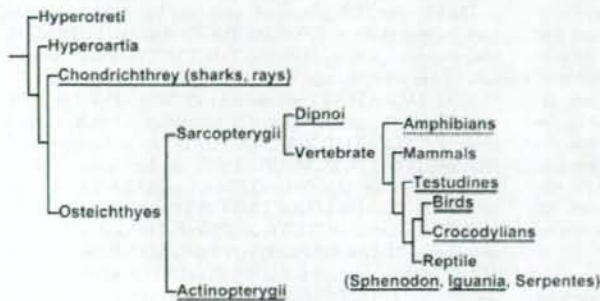 Hyperotreti
Hyperoartia
Chondrichthrey (sharks, rays)
Dipnoi
Sarcopterygii
Amphibians
Vertebrate
Mammals
Testudines
Birds
Osteichthyes
Crocodylians
Reptile
(Sphenodon, Iguania, Serpentes)
Actinopterygii